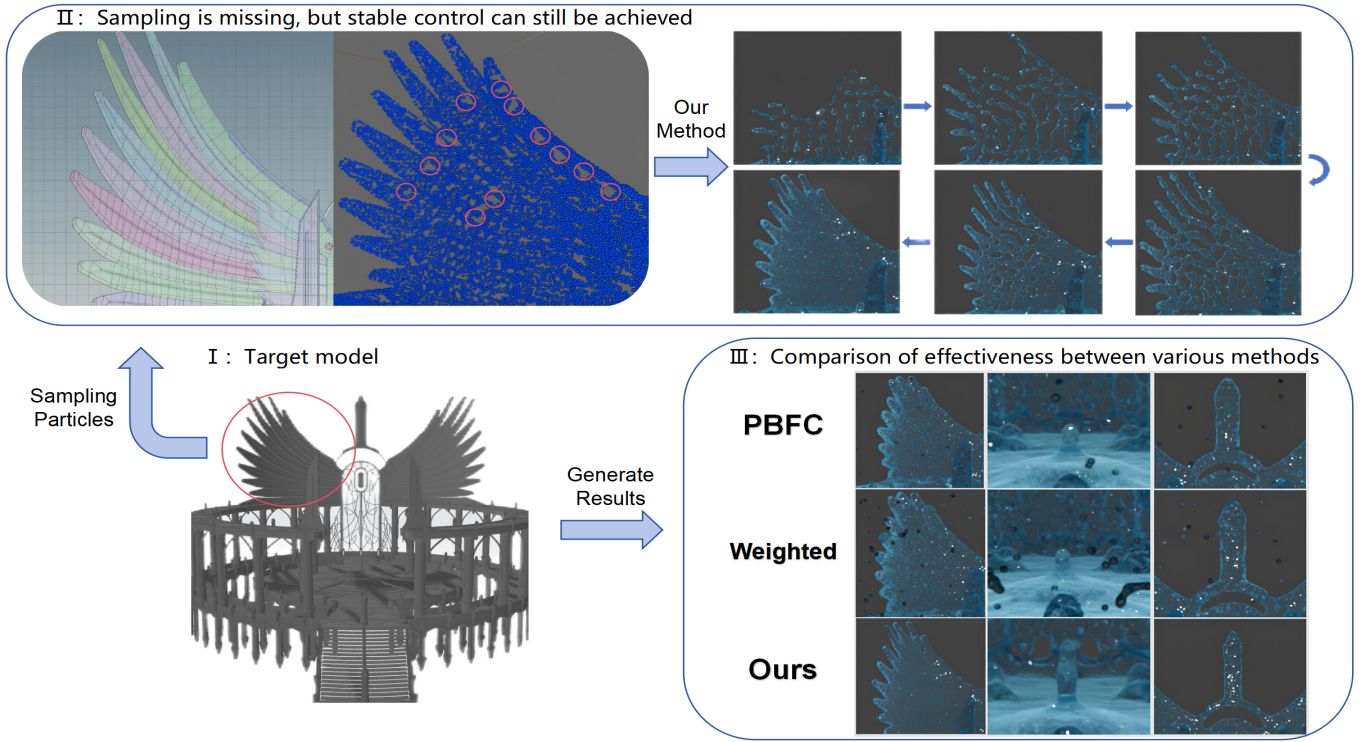 Ⅱ： Sampling is missing, but stable control can still be achieved
Our
Method
Ⅰ： Target model
Sampling
Particles
Generate
Results
Ⅲ： Comparison of effectiveness between various methods
PBFC
Weighted
Ours